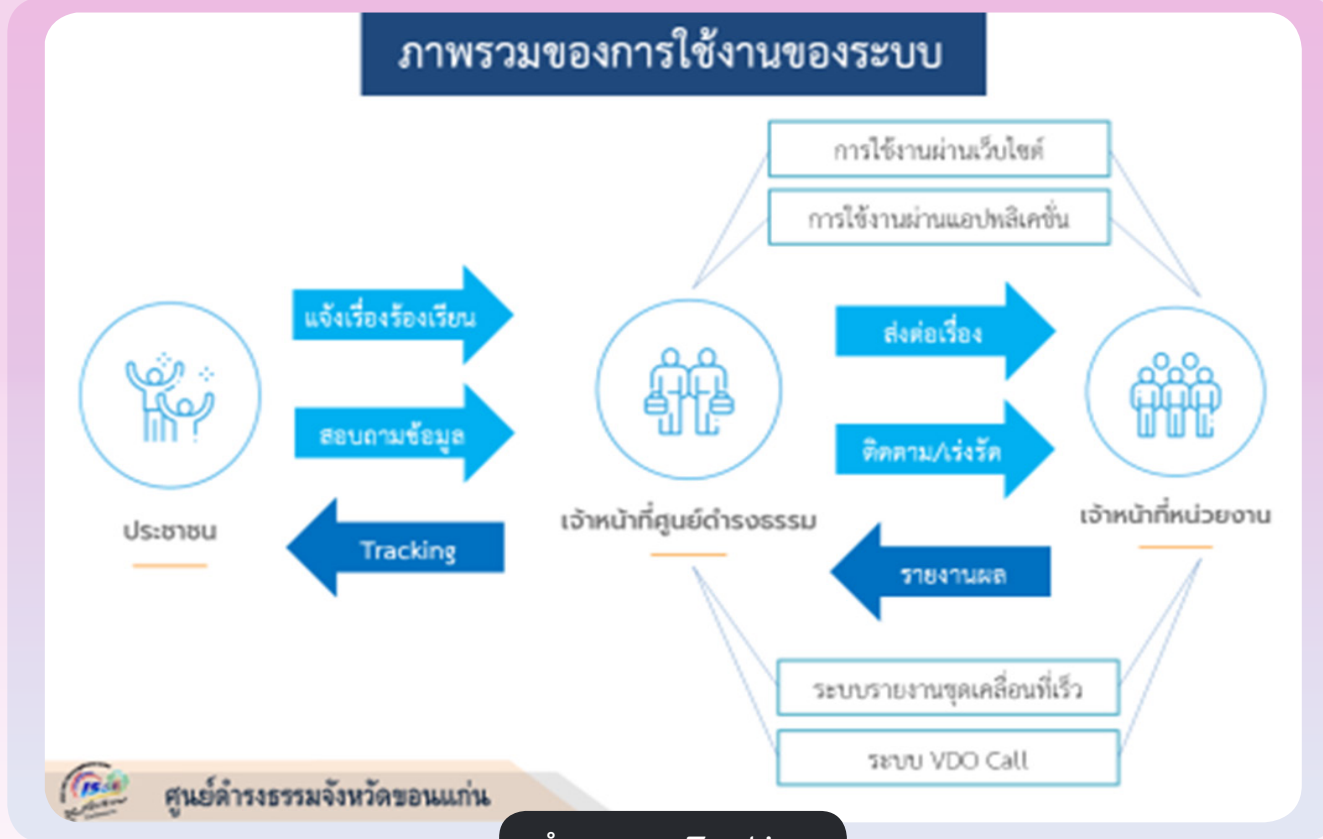 ภาพรวมของการใช้งานของระบบ
การใช้งานผ่านเว็บไซต์
การใช้งานผ่านแอปพลิเคชั่น
แจ้งเรื่องร้องเรียน
ส่งต่อเรื่อง
สอบถามข้อมูล
ติดตาม/เร่งรัด
ประชาชน
เจ้าหน้าที่ศูนย์ดำรงธรรม
เจ้าหน้าที่หน่วยงาน
Tracking
รายงานผล
ระบบรายงานชุดเคลื่อนที่เร็ว
ระบบ VDO Call
ศูนย์ดำรงธรรมจังหวัดขอนแก่น